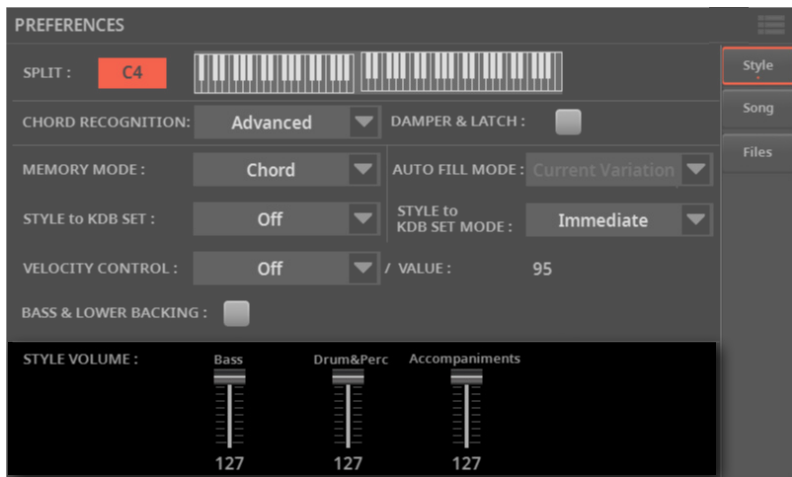 PREFERENCES
SPLIT : C4
Style
Song
Files
CHORD RECOGNITION: Advanced DAMPER & LATCH :
MEMORY MODE : Chord AUTO FILL MODE : Current Variation
STYLE to KDB SET : Off STYLE to
KDB SET MODE : Immediate
VELOCITY CONTROL : Off / VALUE : 95
BASS & LOWER BACKING :
STYLE VOLUME : Bass Drum&Perc Accompaniments
127 127 127